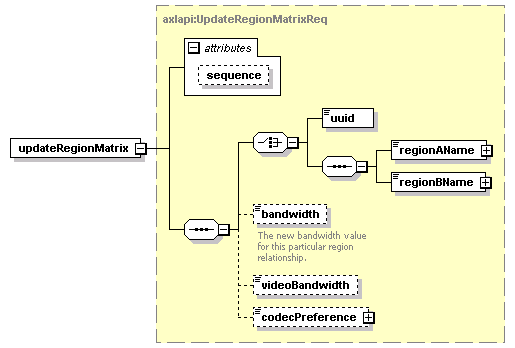 axlapi:UpdateRegionMatrixReq
attributes
sequence
uuid
updateRegionMatrix
regionAName
regionBName
bandwidth
The new bandwidth value
for this particular region
relationship.
videoBandwidth
codecPreference